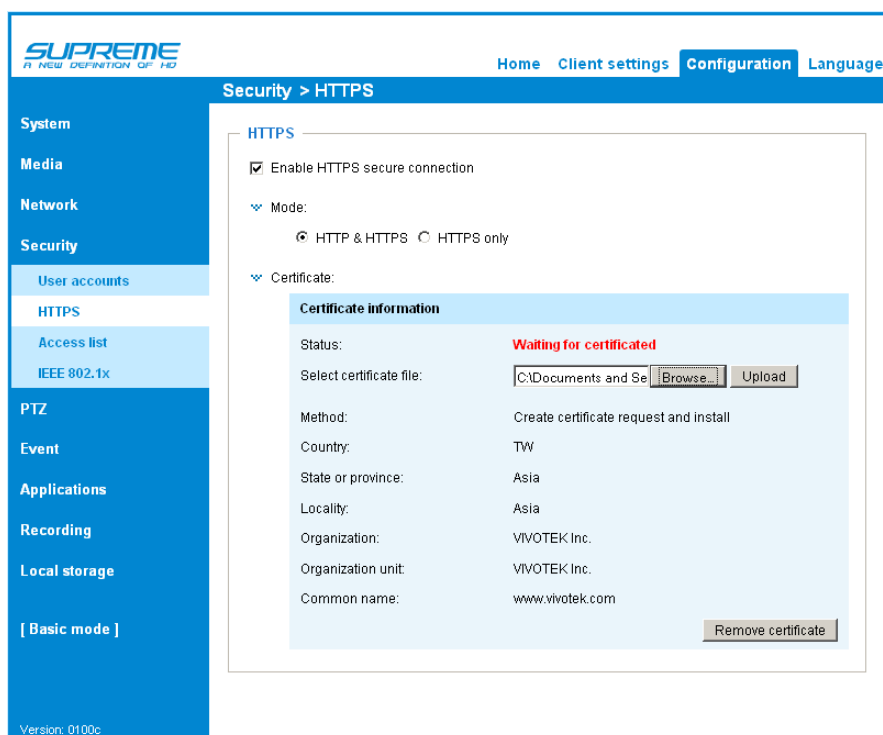 SUPREME
A NEW DEFINITION OF HD
Home Client settings Configuration Language
Security > HTTPS
System
Media
Network
Security
User accounts
HTTPS
Access list
IEEE 802.1x
PTZ
Event
Applications
Recording
Local storage
[ Basic mode ]
Version: 0100c
HTTPS
Enable HTTPS secure connection
Mode:
HTTP & HTTPS HTTPS only
Certificate:
Certificate information
Status: Waiting for certificated
Select certificate file: C:\Documents and Se Browse... Upload
Method: Create certificate request and install
Country: TW
State or province: Asia
Locality: Asia
Organization: VIVOTEK Inc.
Organization unit: VIVOTEK Inc.
Common name: www.vivotek.com
Remove certificate